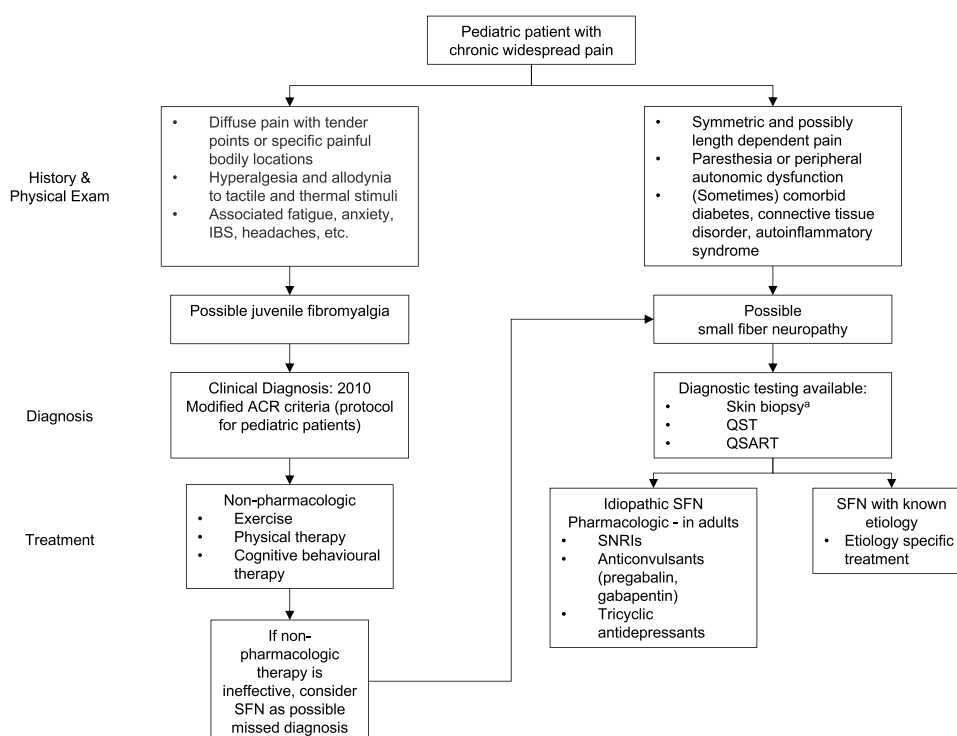 Pediatric patient with
chronic widespread pain
History &
Physical Exam
• Diffuse pain with tender
points or specific painful
bodily locations
• Hyperalgesia and allodynia
to tactile and thermal stimuli
• Associated fatigue, anxiety,
IBS, headaches, etc.
• Symmetric and possibly
length dependent pain
• Paresthesia or peripheral
autonomic dysfunction
• (Sometimes) comorbid
diabetes, connective tissue
disorder, autoinflammatory
syndrome
Possible juvenile fibromyalgia
Possible
small fiber neuropathy
Diagnosis
Clinical Diagnosis: 2010
Modified ACR criteria (protocol
for pediatric patients)
Diagnostic testing available:
• Skin biopsyᵃ
• QST
• QSART
Treatment
Non-pharmacologic
• Exercise
• Physical therapy
• Cognitive behavioural
therapy
Idiopathic SFN
Pharmacologic - in adults
• SNRIs
• Anticonvulsants
(pregabalin,
gabapentin)
• Tricyclic
antidepressants
SFN with known
etiology
• Etiology specific
treatment
If non-
pharmacologic
therapy is
ineffective, consider
SFN as possible
missed diagnosis